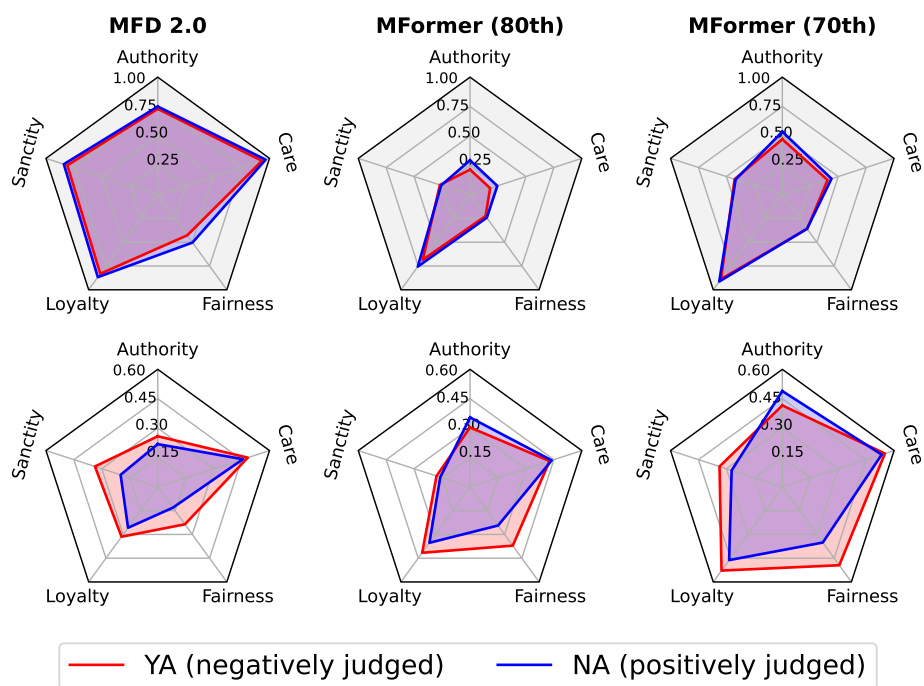 MFD 2.0
MFormer (80th)
MFormer (70th)
Authority
Authority
Authority
1.00
1.00
1.00
0.75
0.75
0.75
0.50
0.50
0.50
0.25
0.25
0.25
Sanctity
Care
Sanctity
Care
Sanctity
Care
Loyalty
Fairness
Loyalty
Fairness
Loyalty
Fairness
Authority
Authority
Authority
0.60
0.60
0.60
0.45
0.45
0.45
0.30
0.30
0.30
0.15
0.15
0.15
Sanctity
Care
Sanctity
Care
Sanctity
Care
Loyalty
Fairness
Loyalty
Fairness
Loyalty
Fairness
YA (negatively judged)
NA (positively judged)